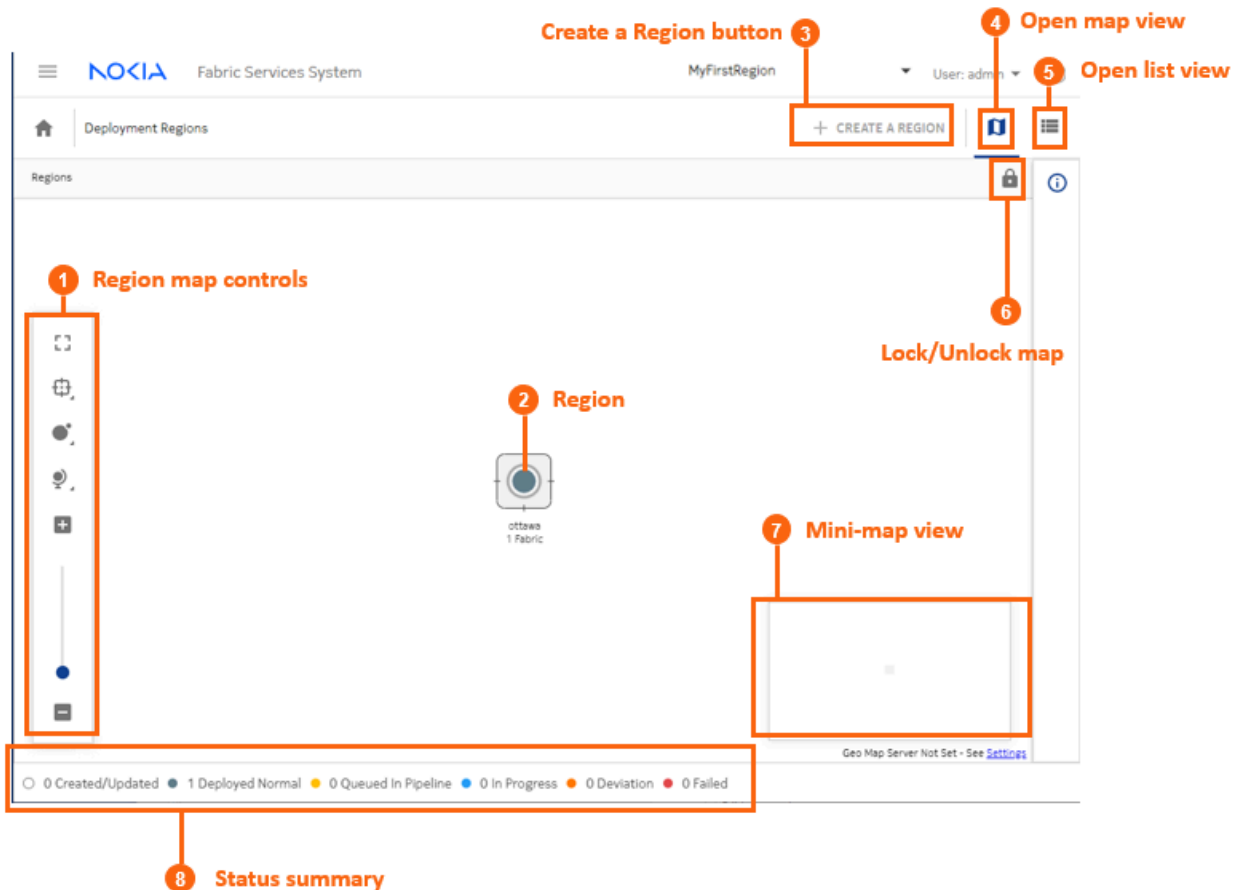 Create a Region button 3
4 Open map view
NOKIA Fabric Services System MyFirstRegion User: admin
5 Open list view
Deployment Regions + CREATE A REGION
Regions
1 Region map controls
6
Lock/Unlock map
2 Region
ottawa
1 Fabric
7 Mini-map view
Geo Map Server Not Set - See Settings
0 Created/Updated 1 Deployed Normal 0 Queued In Pipeline 0 In Progress 0 Deviation 0 Failed
8 Status summary